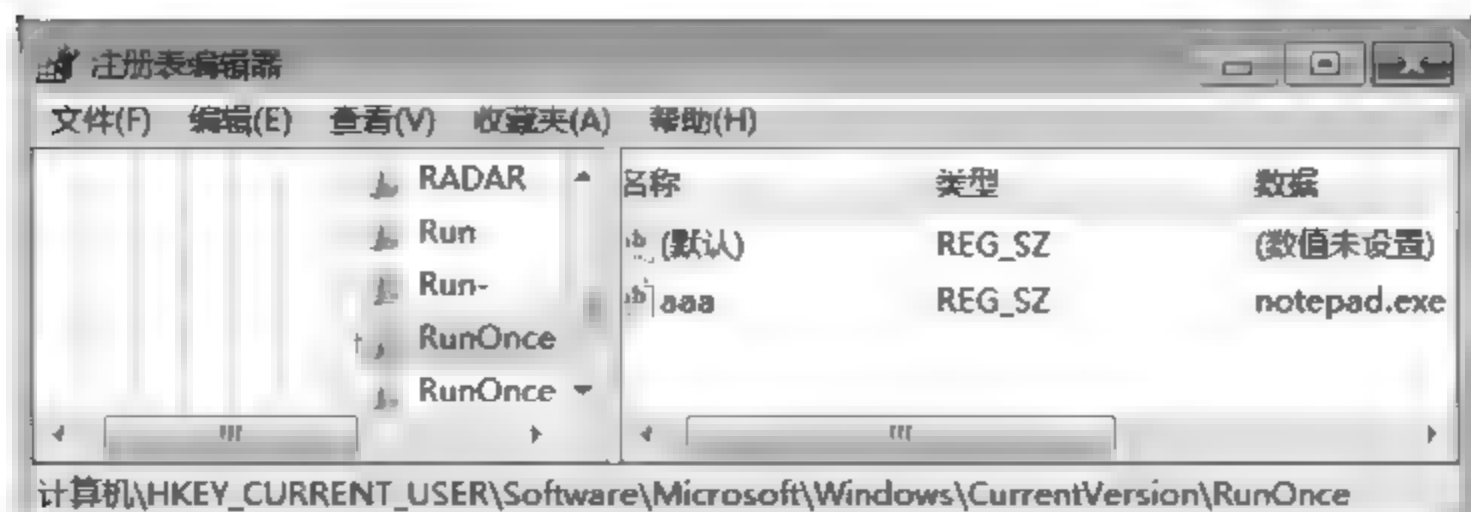 注册表编辑器
文件(F) 编辑(E) 查看(V) 收藏夹(A) 帮助(H)
RADAR
Run
Run-
RunOnce
RunOnce
名称 类型 数据
(默认) REG_SZ (数值未设置)
aaa REG_SZ notepad.exe
计算机\HKEY_CURRENT_USER\Software\Microsoft\Windows\CurrentVersion\RunOnce